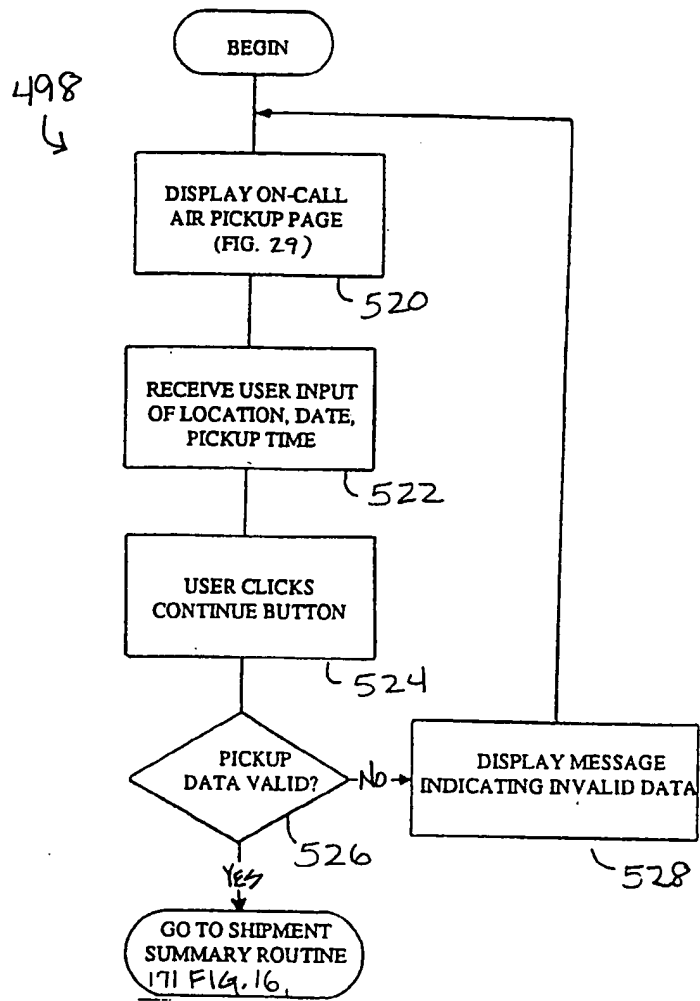 BEGIN
498
DISPLAY ON-CALL
AIR PICKUP PAGE
(FIG. 29)
520
RECEIVE USER INPUT
OF LOCATION, DATE,
PICKUP TIME
522
USER CLICKS
CONTINUE BUTTON
524
PICKUP
DATA VALID?
NO
526
DISPLAY MESSAGE
INDICATING INVALID DATA
528
YES
GO TO SHIPMENT
SUMMARY ROUTINE
171 FIG. 16